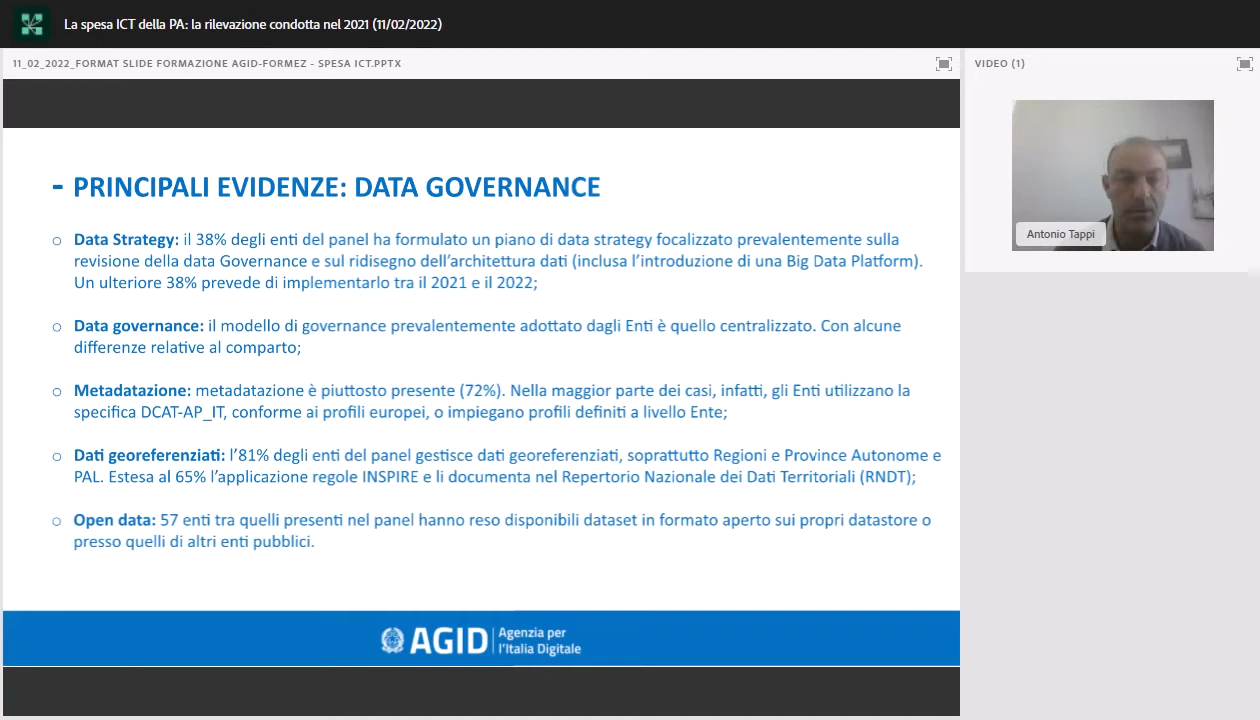 La spesa ICT della PA: la rilevazione condotta nel 2021 (11/02/2022)
11_02_2022_FORMAT SLIDE FORMAZIONE AGID-FORMEZ - SPESA ICT.PPTX
VIDEO (1)
- PRINCIPALI EVIDENZE: DATA GOVERNANCE
○ Data Strategy: il 38% degli enti del panel ha formulato un piano di data strategy focalizzato prevalentemente sulla
revisione della data Governance e sul ridisegno dell'architettura dati (inclusa l'introduzione di una Big Data Platform).
Un ulteriore 38% prevede di implementarlo tra il 2021 e il 2022;
○ Data governance: il modello di governance prevalentemente adottato dagli Enti è quello centralizzato. Con alcune
differenze relative al comparto;
○ Metadatazione: metadatazione è piuttosto presente (72%). Nella maggior parte dei casi, infatti, gli Enti utilizzano la
specifica DCAT-AP_IT, conforme ai profili europei, o impiegano profili definiti a livello Ente;
○ Dati georeferenziati: l'81% degli enti del panel gestisce dati georeferenziati, soprattutto Regioni e Province Autonome e
PAL. Estesa al 65% l'applicazione regole INSPIRE e li documenta nel Repertorio Nazionale dei Dati Territoriali (RNDT);
○ Open data: 57 enti tra quelli presenti nel panel hanno reso disponibili dataset in formato aperto sui propri datastore o
presso quelli di altri enti pubblici.
Antonio Tappi
AGID
Agenzia per
l'Italia Digitale